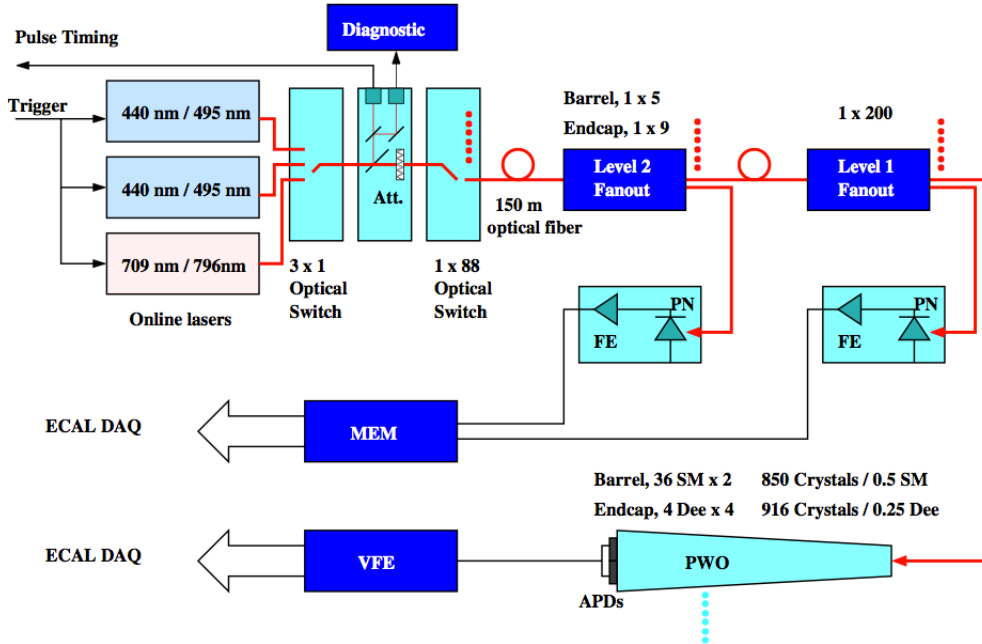 Diagnostic
Pulse Timing
Trigger
440 nm / 495 nm
440 nm / 495 nm
709 nm / 796nm
Online lasers
3 x 1
Optical
Switch
Att.
1 x 88
Optical
Switch
150 m
optical fiber
Barrel, 1 x 5
Endcap, 1 x 9
Level 2
Fanout
1 x 200
Level 1
Fanout
PN
FE
PN
FE
ECAL DAQ
MEM
Barrel, 36 SM x 2 850 Crystals / 0.5 SM
Endcap, 4 Dee x 4 916 Crystals / 0.25 Dee
ECAL DAQ
VFE
APDs
PWO